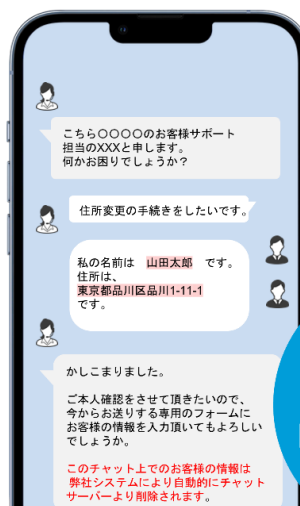 こちら〇〇〇〇のお客様サポート
担当のXXXと申します。
何かお困りでしょうか？
住所変更の手続きをしたいです。
私の名前は　山田太郎　です。
住所は、
東京都品川区品川1-11-1
です。
かしこまりました。
ご本人確認をさせて頂きたいので、
今からお送りする専用のフォームに
お客様の情報を入力頂いてもよろしい
でしょうか。
このチャット上でのお客様の情報は
弊社システムにより自動的にチャット
サーバーより削除されます。